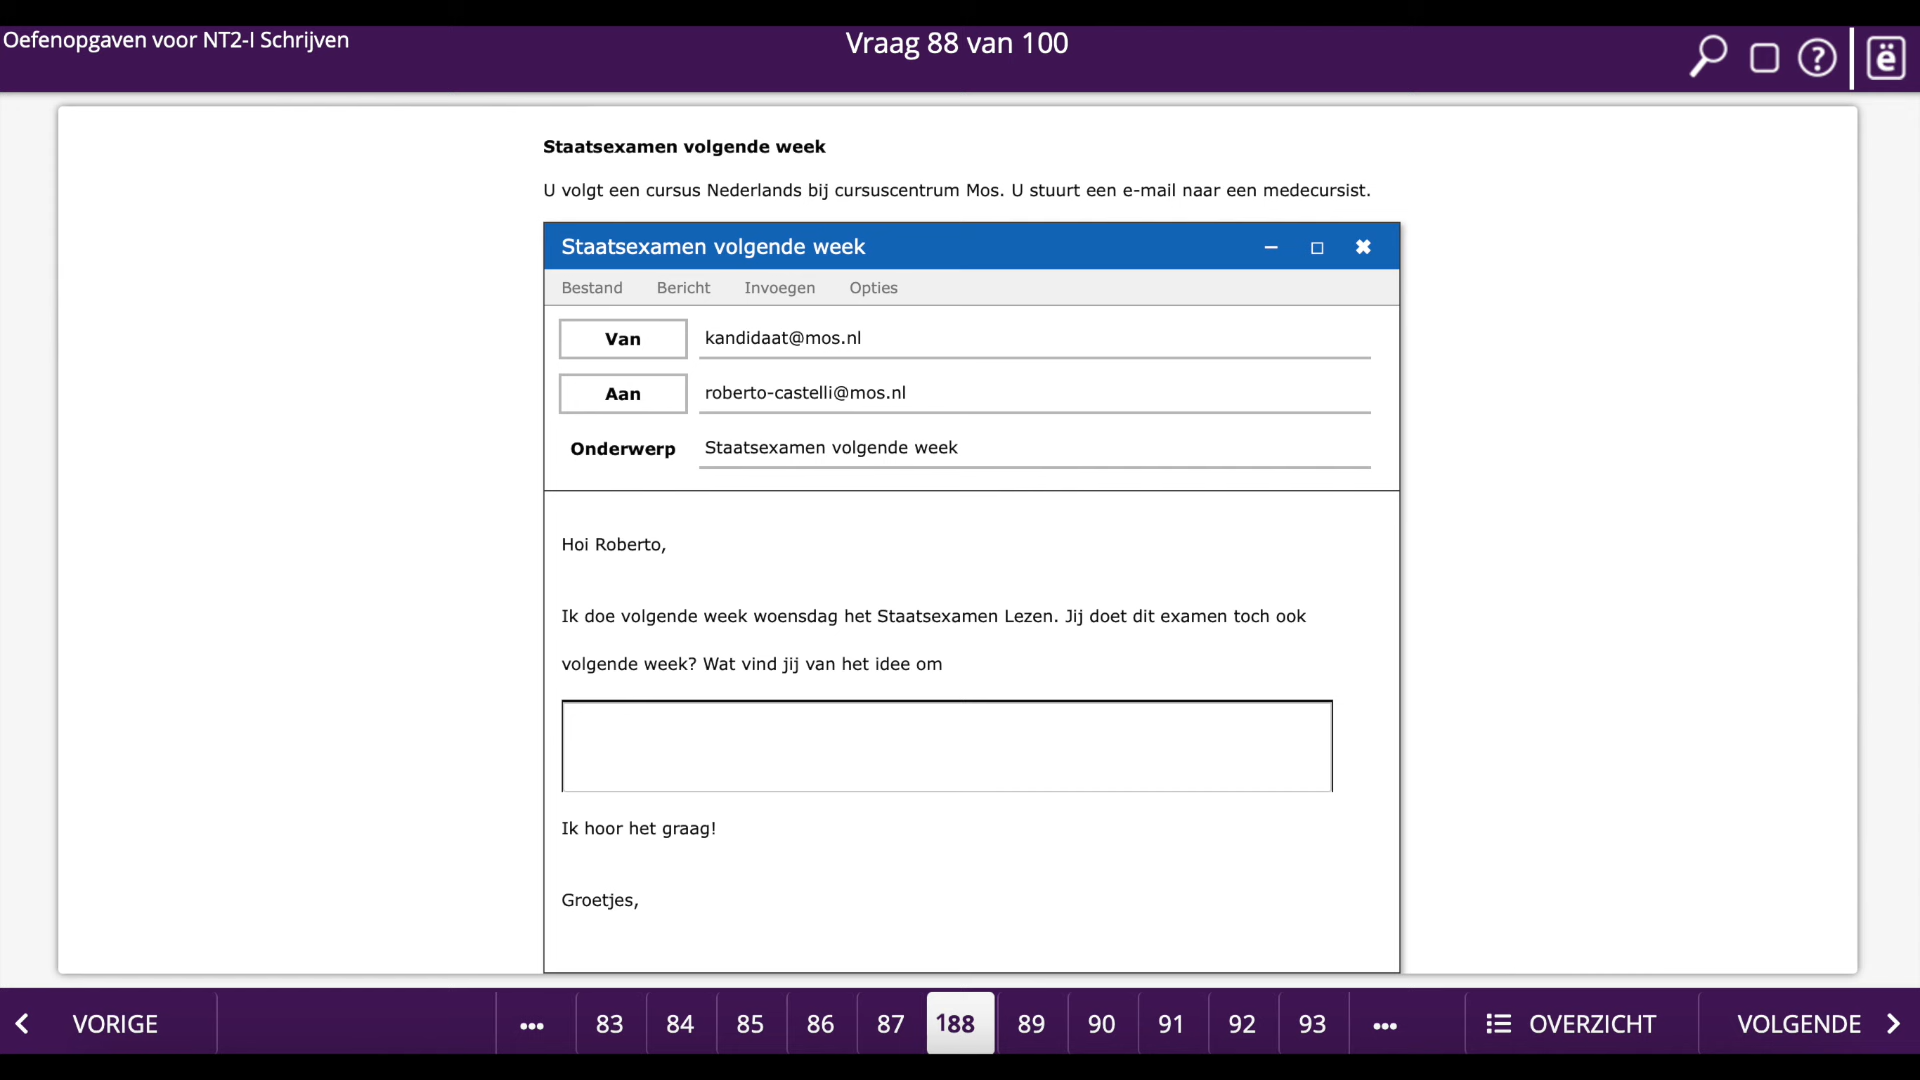 Oefenopgaven voor NT2-I Schrijven
Vraag 88 van 100
Staatsexamen volgende week
U volgt een cursus Nederlands bij cursuscentrum Mos. U stuurt een e-mail naar een medecursist.
Staatsexamen volgende week
Bestand Bericht Invoegen Opties
Van kandidaat@mos.nl
Aan roberto-castelli@mos.nl
Onderwerp Staatsexamen volgende week
Hoi Roberto,
Ik doe volgende week woensdag het Staatsexamen Lezen. Jij doet dit examen toch ook
volgende week? Wat vind jij van het idee om
Ik hoor het graag!
Groetjes,
VORIGE ••• 83 84 85 86 87 188 89 90 91 92 93 ••• OVERZICHT VOLGENDE